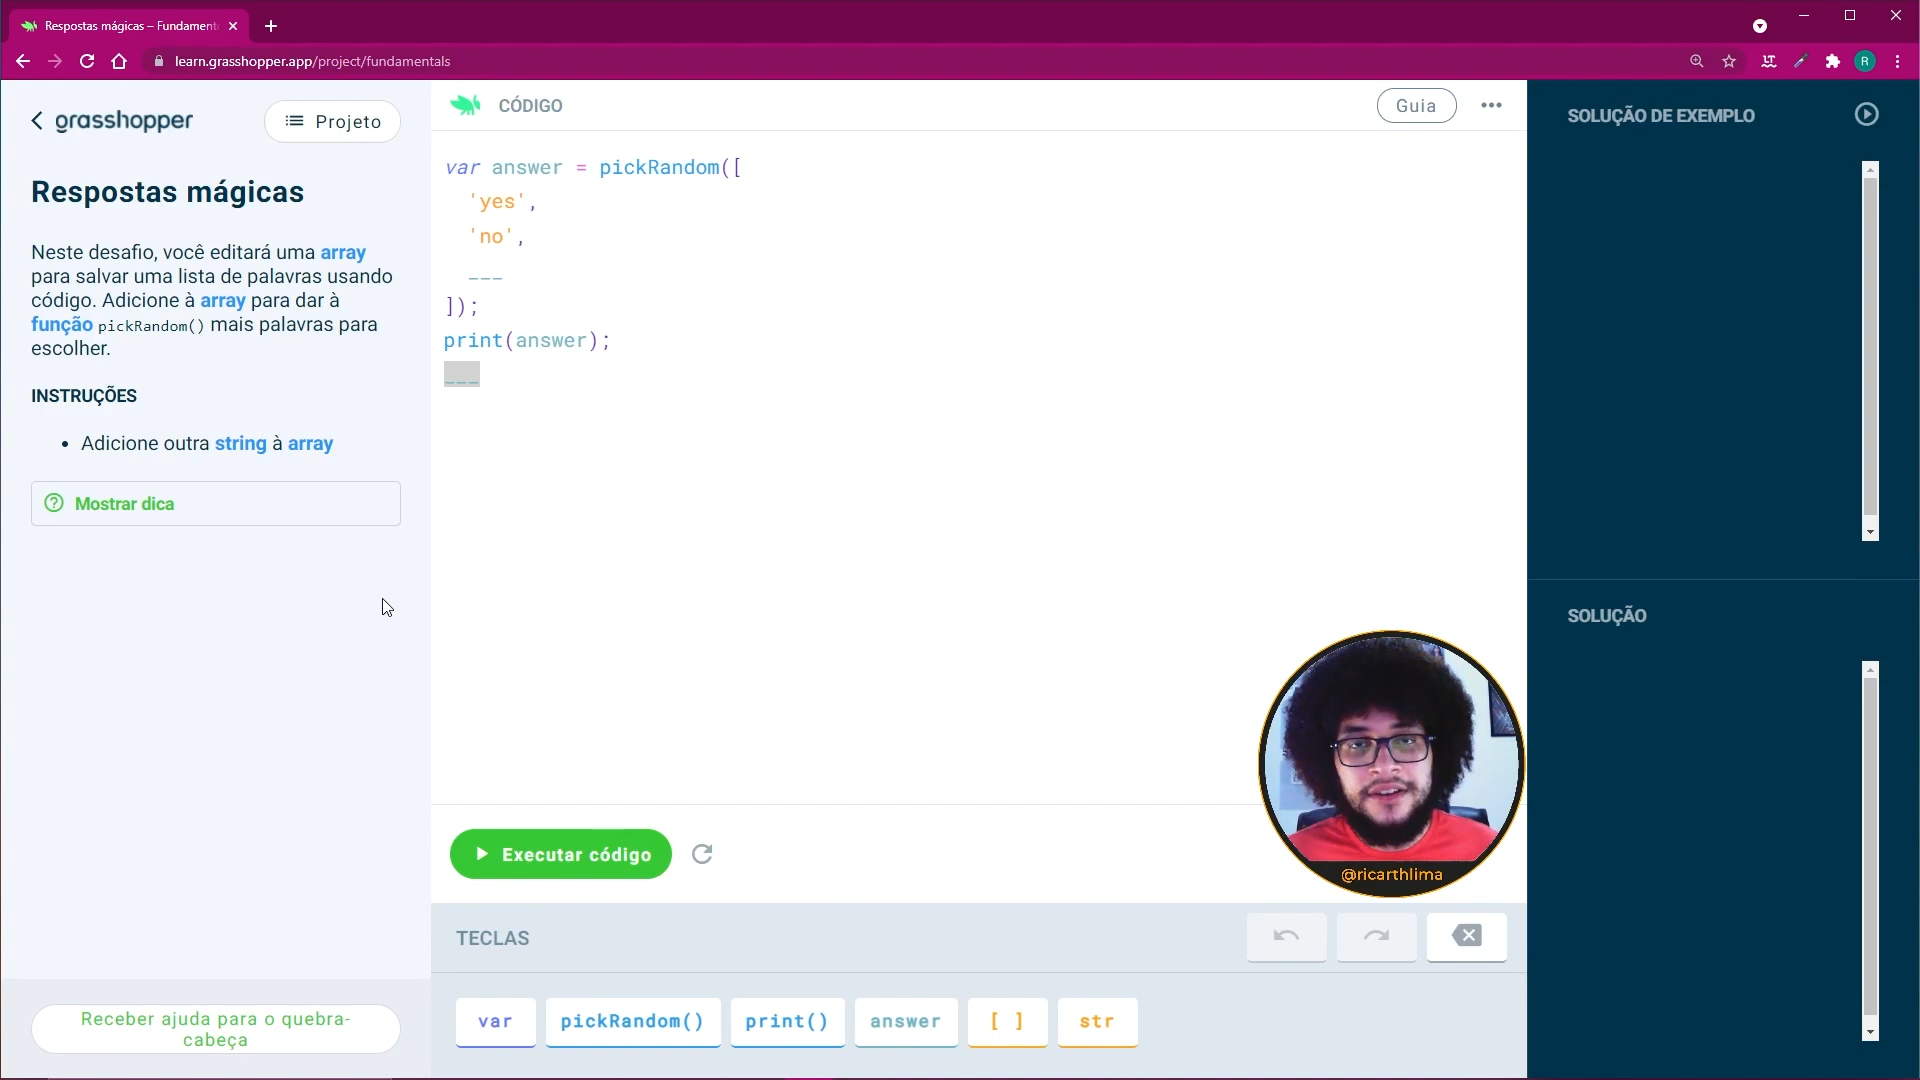 Respostas mágicas – Fundament
learn.grasshopper.app/project/fundamentals
R
grasshopper
Projeto
Respostas mágicas
Neste desafio, você editará uma array
para salvar uma lista de palavras usando
código. Adicione à array para dar à
função pickRandom() mais palavras para
escolher.
INSTRUÇÕES
• Adicione outra string à array
Mostrar dica
Receber ajuda para o quebra-
cabeça
CÓDIGO
Guia
var answer = pickRandom([
'yes',
'no',
___
]);
print(answer);
___
@ricarthlima
Executar código
TECLAS
var
pickRandom()
print()
answer
[ ]
str
SOLUÇÃO DE EXEMPLO
SOLUÇÃO